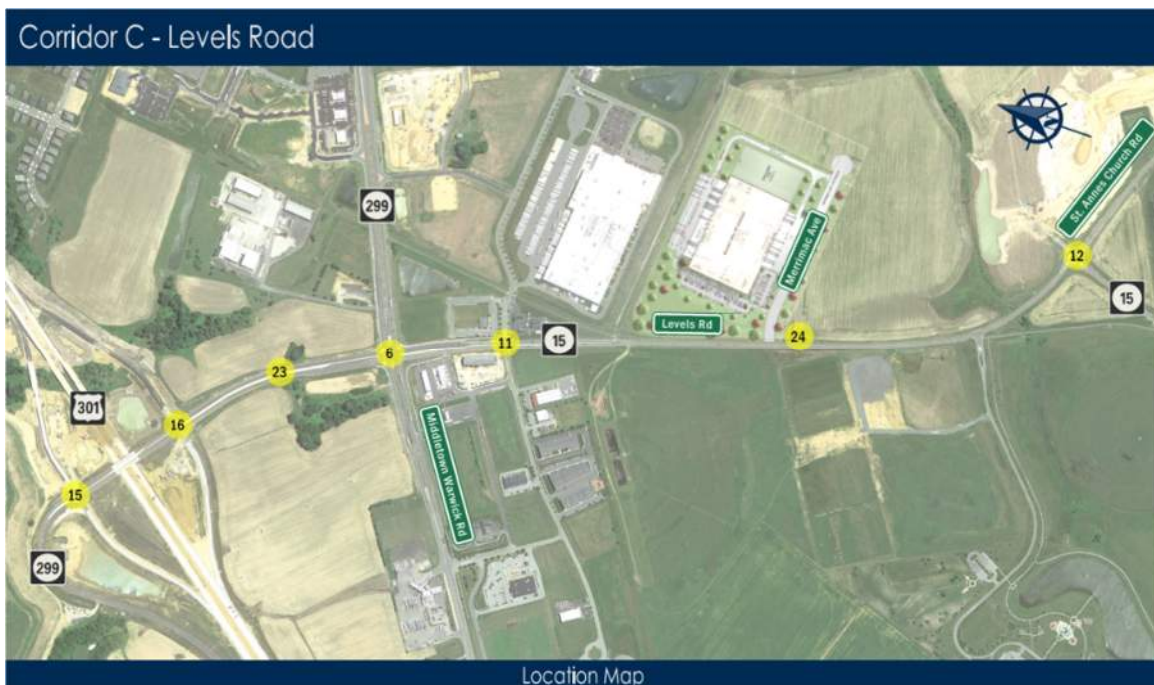 Corridor C - Levels Road
299
St. Annes Church Rd
Merrimac Ave
12
15
Levels Rd
24
15
11
6
23
301
16
Middletown Warwick Rd
15
299
Location Map